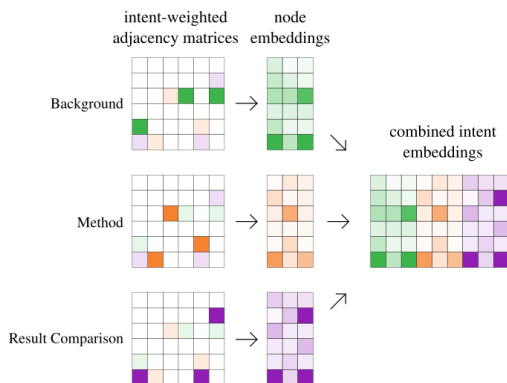 intent-weighted
adjacency matrices
node
embeddings
Background
combined intent
embeddings
Method
Result Comparison